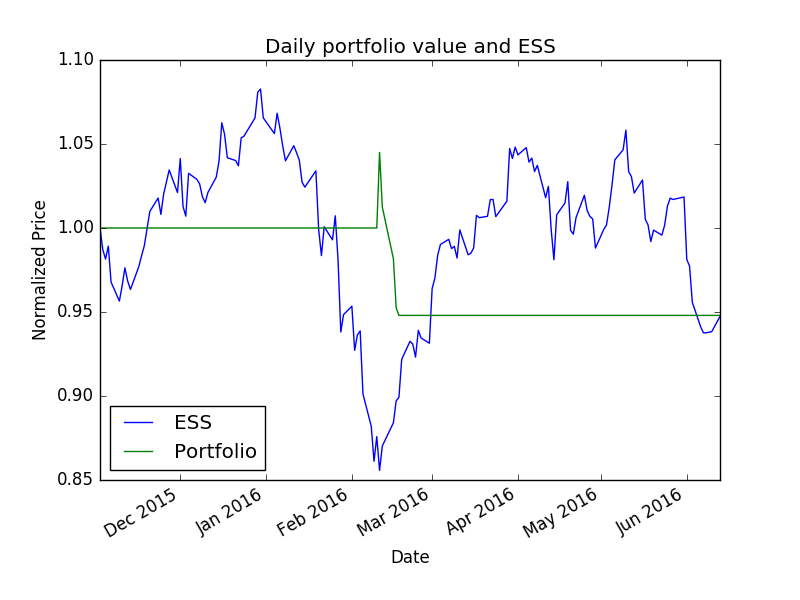 Daily portfolio value and ESS
1.10
1.05
1.00
0.95
0.90
0.85
Normalized Price
ESS
Portfolio
Dec 2015
Jan 2016
Feb 2016
Mar 2016
Apr 2016
May 2016
Jun 2016
Date